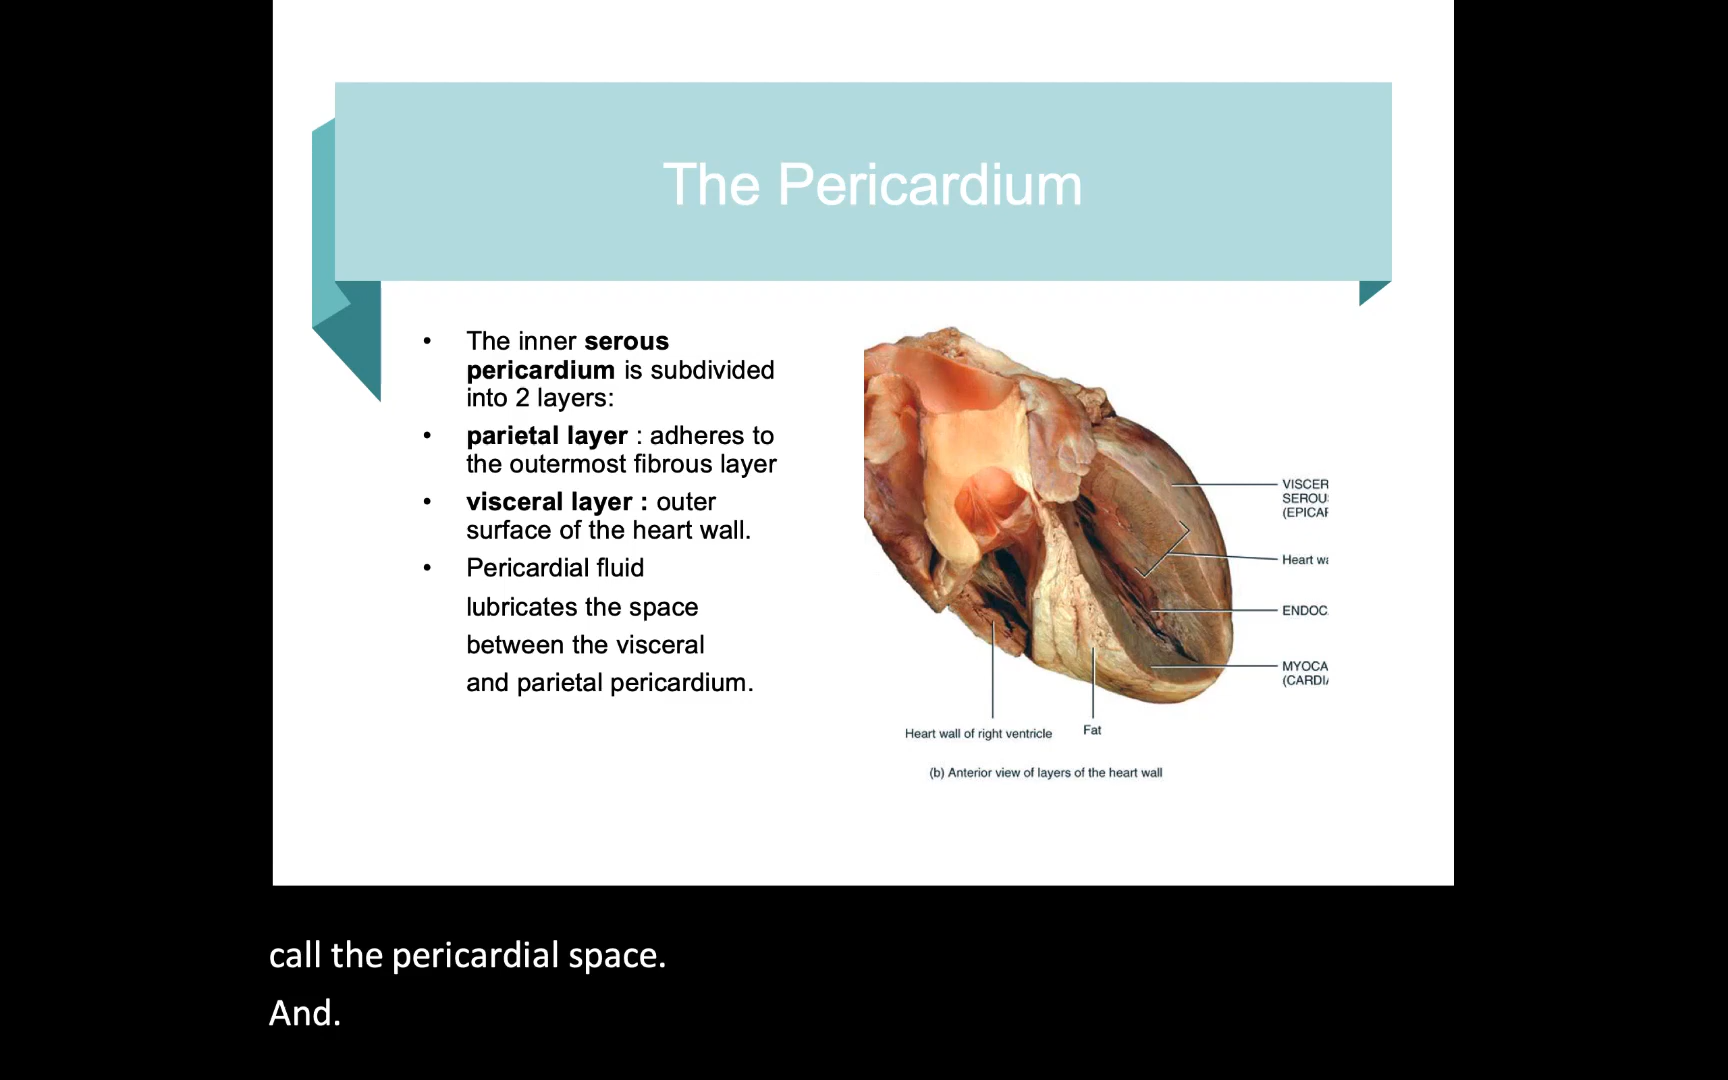 The Pericardium
• The inner serous
pericardium is subdivided
into 2 layers:
• parietal layer : adheres to
the outermost fibrous layer
• visceral layer : outer
surface of the heart wall.
• Pericardial fluid
lubricates the space
between the visceral
and parietal pericardium.
VISCER
SEROU
(EPICAF
Heart wa
ENDOC
MYOCA
(CARDIA
Heart wall of right ventricle
Fat
(b) Anterior view of layers of the heart wall
call the pericardial space.
And.